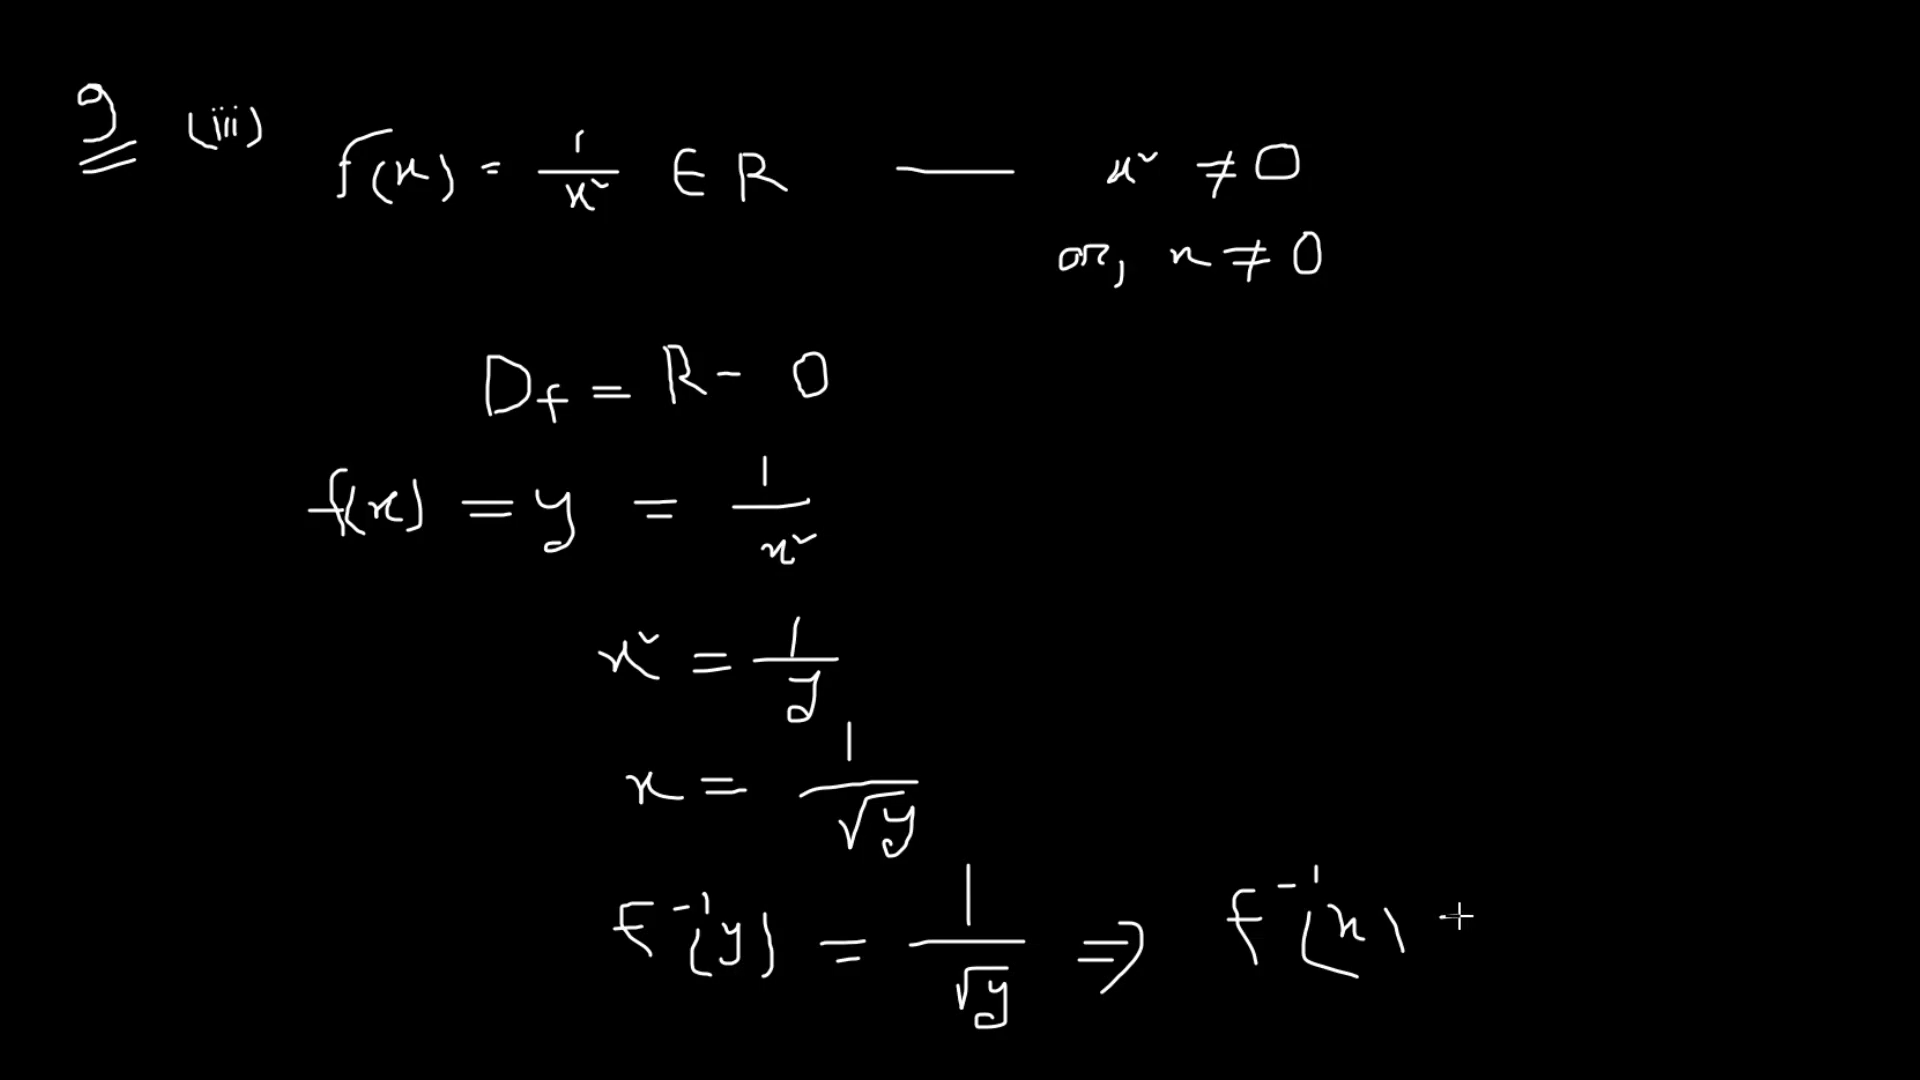 9 (iii) f(x) = 1/x² ∈ R — x² ≠ 0
or, x ≠ 0
D_f = R - 0
f(x) = y = 1/x²
x² = 1/y
x = 1/√y
f⁻¹(y) = 1/√y ⇒ f⁻¹(x)